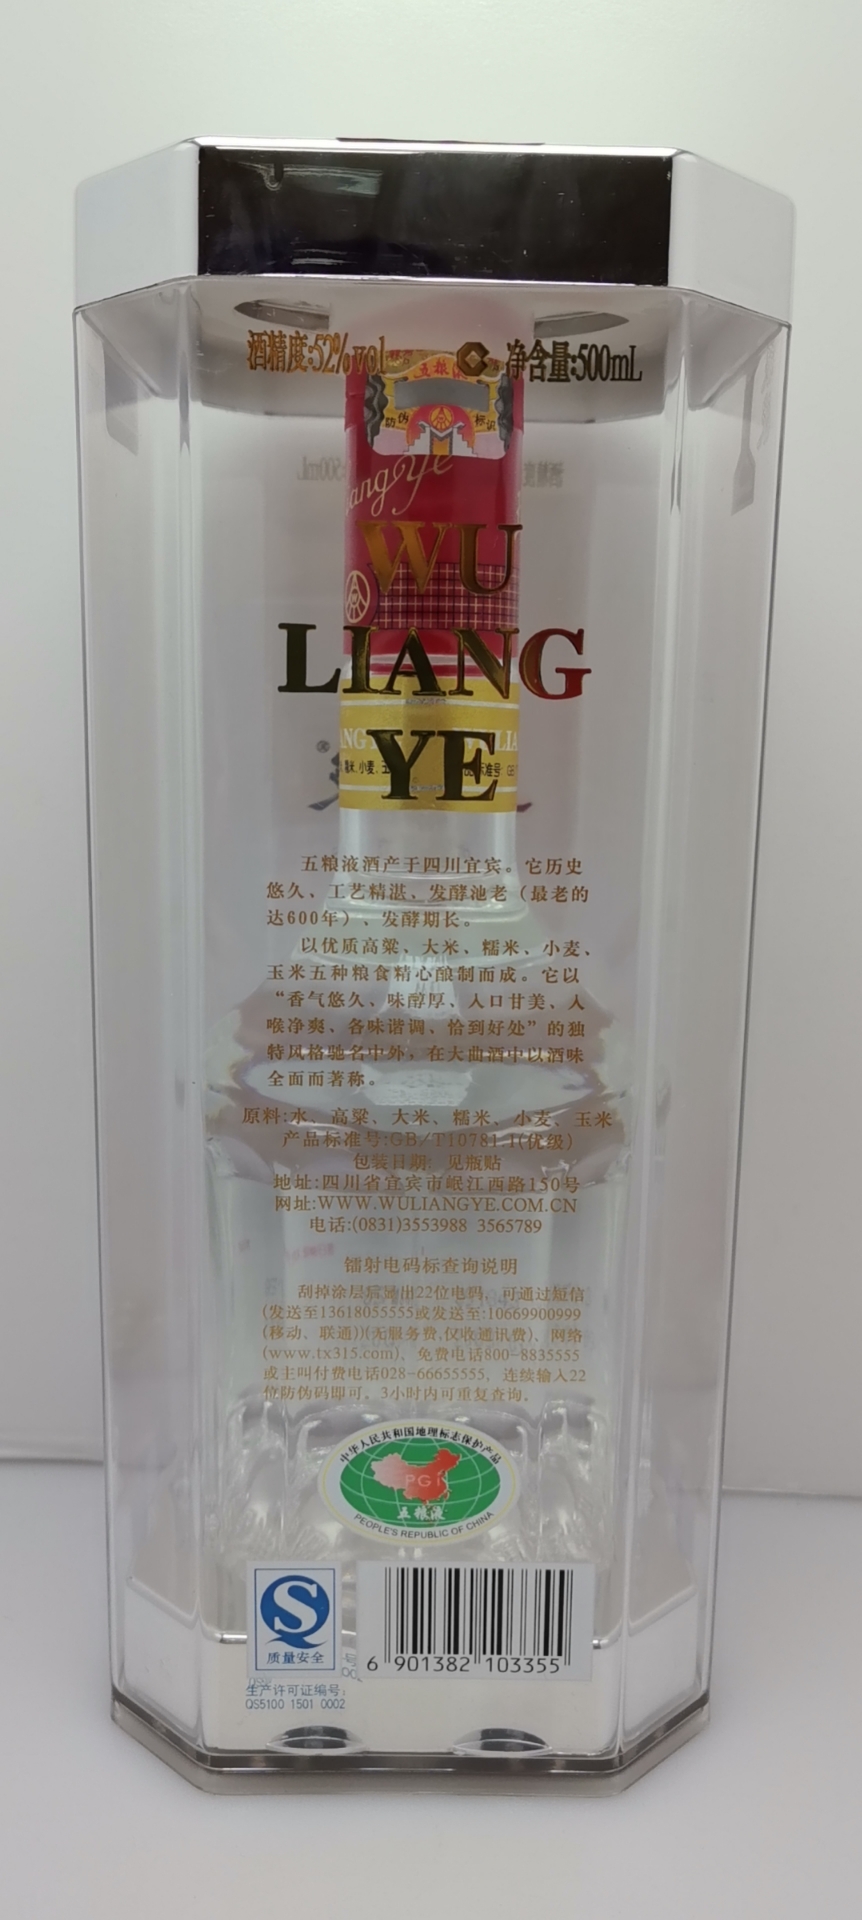 酒精度:52%vol 净含量:500mL
五粮液
防伪 标识
WU
LIANG
YE
五粮液酒产于四川宜宾。它历史
悠久、工艺精湛、发酵池老（最老的
达600年）、发酵期长。
以优质高粱、大米、糯米、小麦、
玉米五种粮食精心酿制而成。它以
“香气悠久、味醇厚、入口甘美、入
喉净爽、各味谐调、恰到好处”的独
特风格驰名中外，在大曲酒中以酒味
全面而著称。
原料:水、高粱、大米、糯米、小麦、玉米
产品标准号:GB/T10781.1(优级)
包装日期: 见瓶贴
地址:四川省宜宾市岷江西路150号
网址:WWW.WULIANGYE.COM.CN
电话:(0831)3553988 3565789
镭射电码标查询说明
刮掉涂层后显出22位电码, 可通过短信
(发送至13618055555或发送至:10669900999
(移动、联通))(无服务费,仅收通讯费)、网络
(www.tx315.com)、免费电话800-8835555
或主叫付费电话028-66655555, 连续输入22
位防伪码即可。3小时内可重复查询。
中华人民共和国地理标志保护产品
PGI
五粮液
PEOPLE'S REPUBLIC OF CHINA
质量安全
6 901382 103355
生产许可证编号:
QS5100 1501 0002